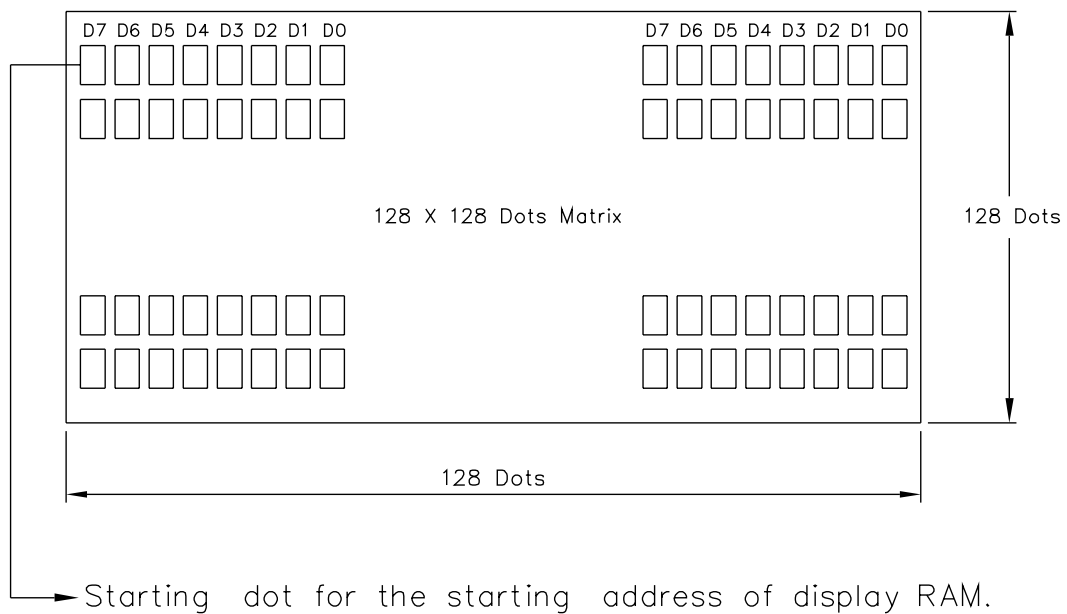 D7 D6 D5 D4 D3 D2 D1 D0 D7 D6 D5 D4 D3 D2 D1 D0
128 X 128 Dots Matrix
128 Dots
128 Dots
Starting dot for the starting address of display RAM.